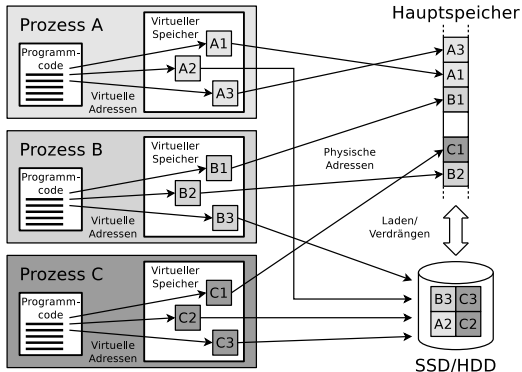 Prozess A
Programm-
code
Virtuelle
Adressen
Virtueller
Speicher
A1
A2
A3
Prozess B
Programm-
code
Virtuelle
Adressen
Virtueller
Speicher
B1
B2
B3
Prozess C
Programm-
code
Virtuelle
Adressen
Virtueller
Speicher
C1
C2
C3
Physische
Adressen
Hauptspeicher
A3
A1
B1
C1
B2
Laden/
Verdrängen
B3 C3
A2 C2
SSD/HDD